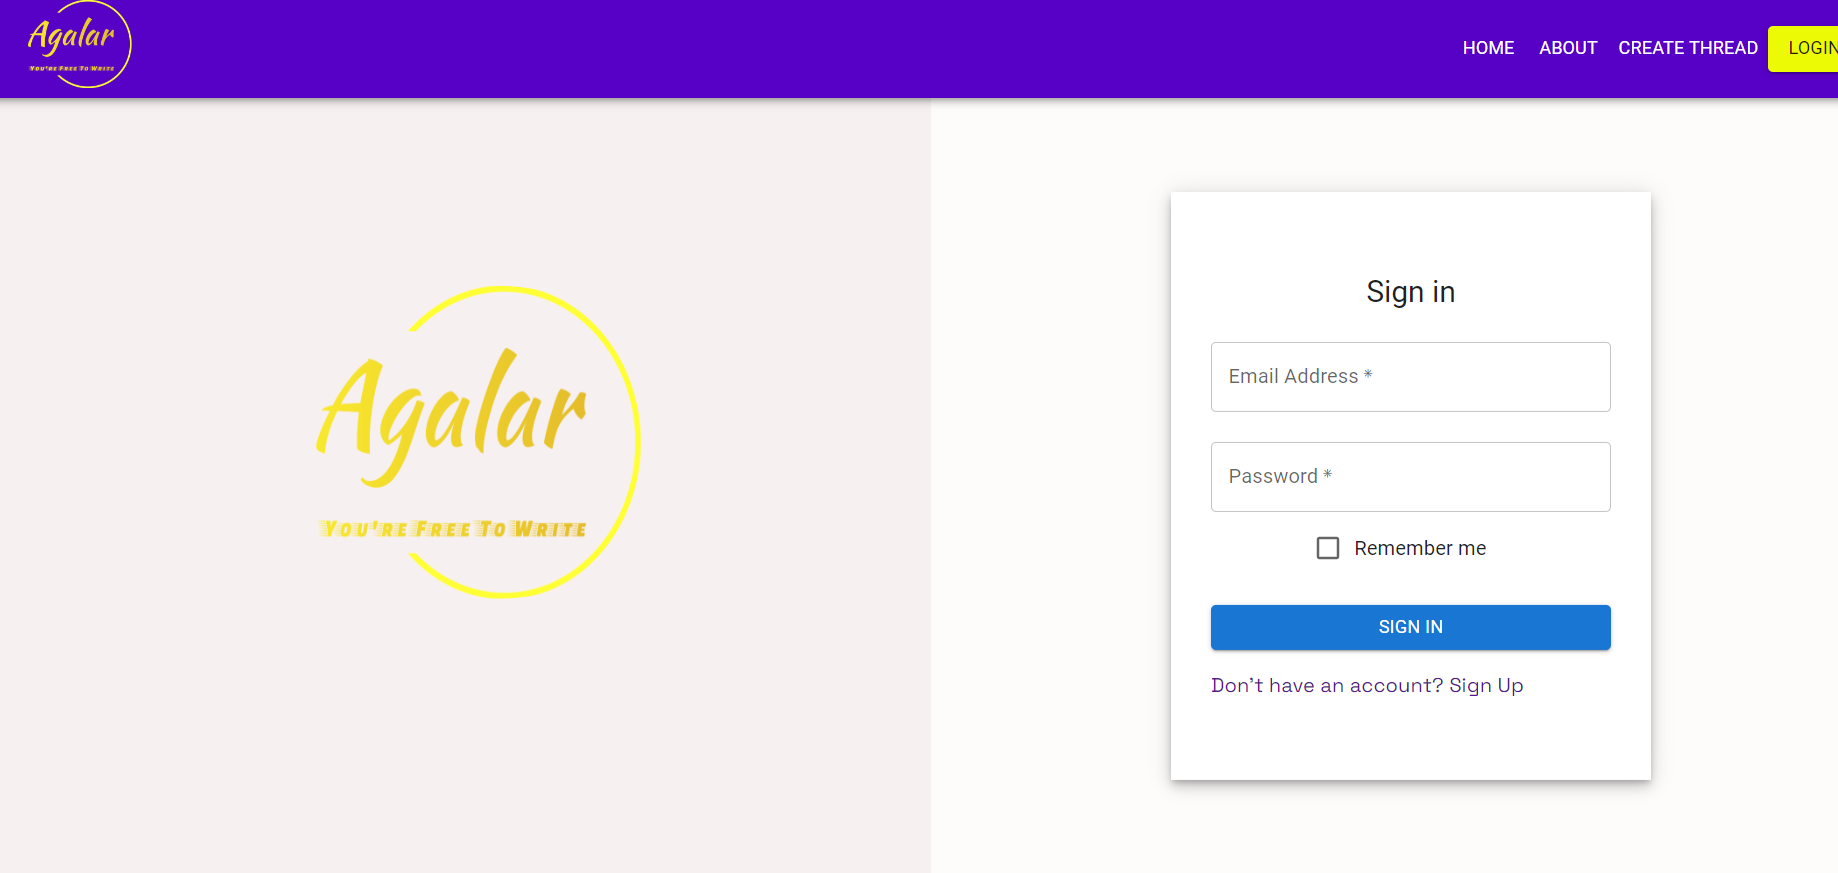 Agalar
You're Free To Write
HOME ABOUT CREATE THREAD LOGIN
Agalar
You're Free To Write
Sign in
Email Address *
Password *
Remember me
SIGN IN
Don't have an account? Sign Up